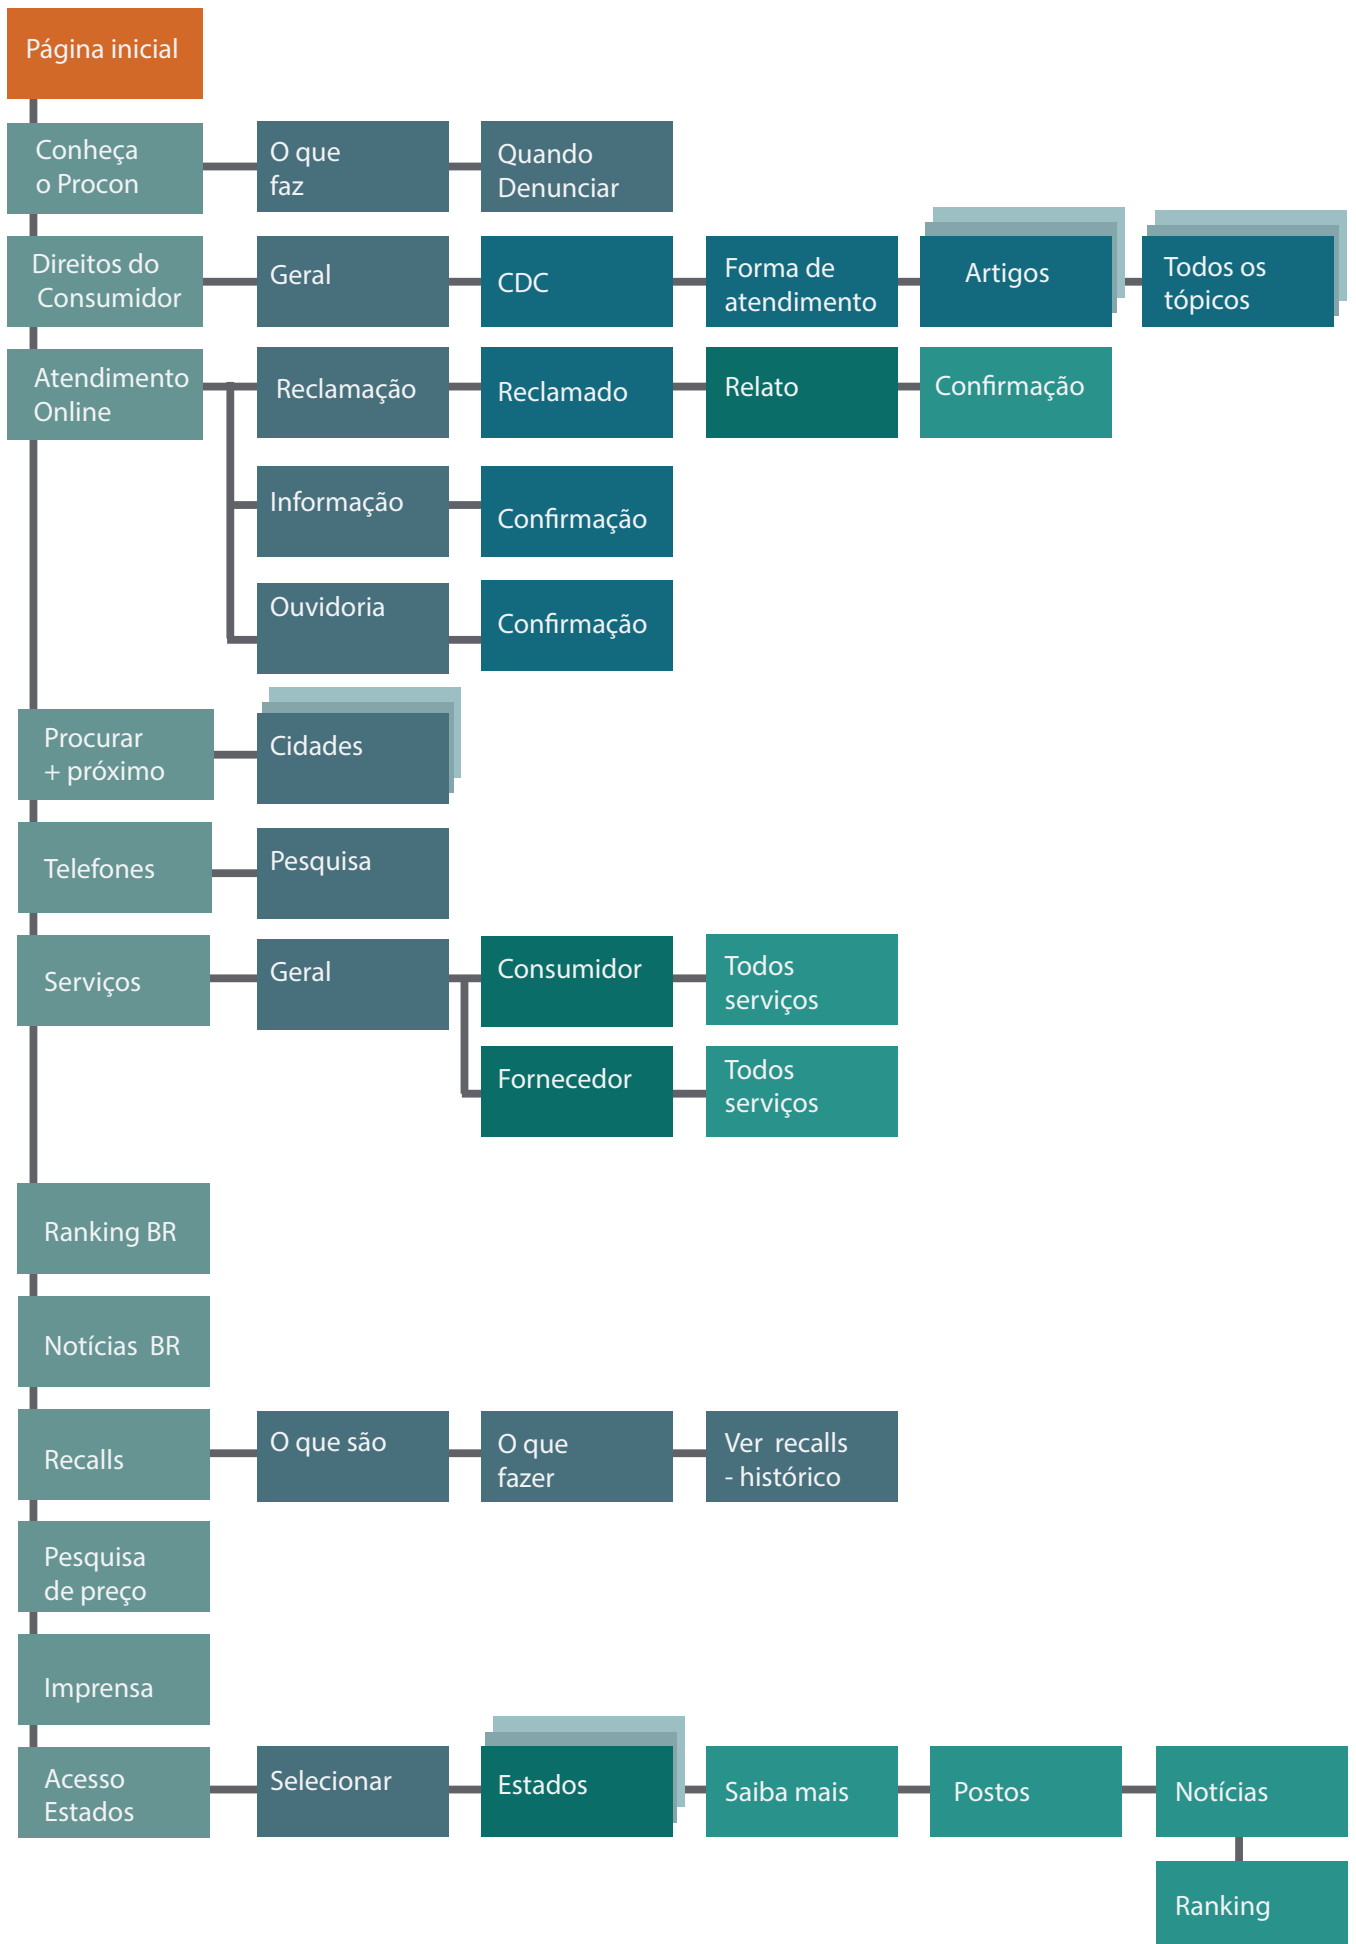 Página inicial
Conheça
o Procon
O que
faz
Quando
Denunciar
Direitos do
Consumidor
Geral
CDC
Forma de
atendimento
Artigos
Todos os
tópicos
Atendimento
Online
Reclamação
Reclamado
Relato
Confirmação
Informação
Confirmação
Ouvidoria
Confirmação
Procurar
+ próximo
Cidades
Telefones
Pesquisa
Serviços
Geral
Consumidor
Todos
serviços
Fornecedor
Todos
serviços
Ranking BR
Notícias  BR
Recalls
O que são
O que
fazer
Ver  recalls
- histórico
Pesquisa
de preço
Imprensa
Acesso
Estados
Selecionar
Estados
Saiba mais
Postos
Notícias
Ranking